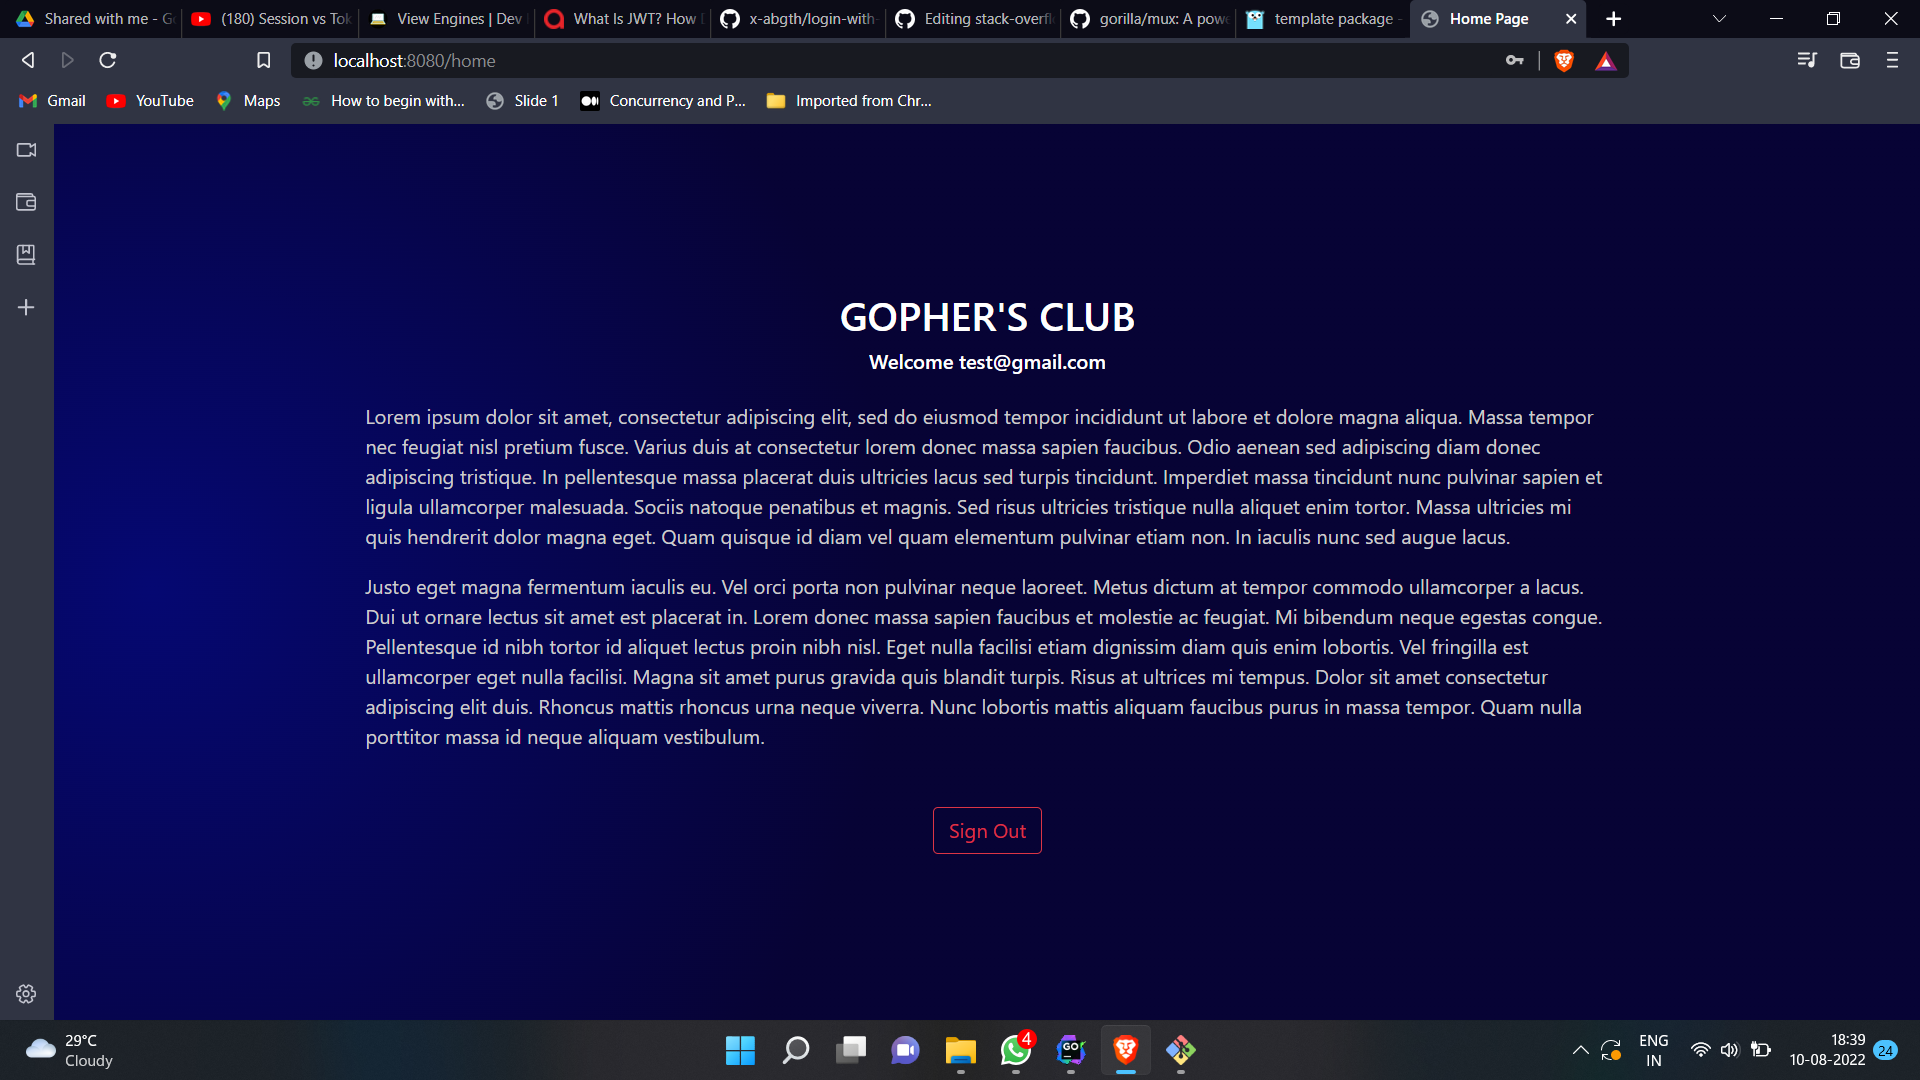 Shared with me - G
(180) Session vs Tok
View Engines | Dev
What Is JWT? How
x-abgth/login-with-
Editing stack-overfl
gorilla/mux: A powe
template package -
Home Page
localhost:8080/home
Gmail
YouTube
Maps
How to begin with...
Slide 1
Concurrency and P...
Imported from Chr...
GOPHER'S CLUB
Welcome test@gmail.com
Lorem ipsum dolor sit amet, consectetur adipiscing elit, sed do eiusmod tempor incididunt ut labore et dolore magna aliqua. Massa tempor
nec feugiat nisl pretium fusce. Varius duis at consectetur lorem donec massa sapien faucibus. Odio aenean sed adipiscing diam donec
adipiscing tristique. In pellentesque massa placerat duis ultricies lacus sed turpis tincidunt. Imperdiet massa tincidunt nunc pulvinar sapien et
ligula ullamcorper malesuada. Sociis natoque penatibus et magnis. Sed risus ultricies tristique nulla aliquet enim tortor. Massa ultricies mi
quis hendrerit dolor magna eget. Quam quisque id diam vel quam elementum pulvinar etiam non. In iaculis nunc sed augue lacus.
Justo eget magna fermentum iaculis eu. Vel orci porta non pulvinar neque laoreet. Metus dictum at tempor commodo ullamcorper a lacus.
Dui ut ornare lectus sit amet est placerat in. Lorem donec massa sapien faucibus et molestie ac feugiat. Mi bibendum neque egestas congue.
Pellentesque id nibh tortor id aliquet lectus proin nibh nisl. Eget nulla facilisi etiam dignissim diam quis enim lobortis. Vel fringilla est
ullamcorper eget nulla facilisi. Magna sit amet purus gravida quis blandit turpis. Risus at ultrices mi tempus. Dolor sit amet consectetur
adipiscing elit duis. Rhoncus mattis rhoncus urna neque viverra. Nunc lobortis mattis aliquam faucibus purus in massa tempor. Quam nulla
porttitor massa id neque aliquam vestibulum.
Sign Out
29°C
Cloudy
4
GO
ENG
IN
18:39
10-08-2022
24